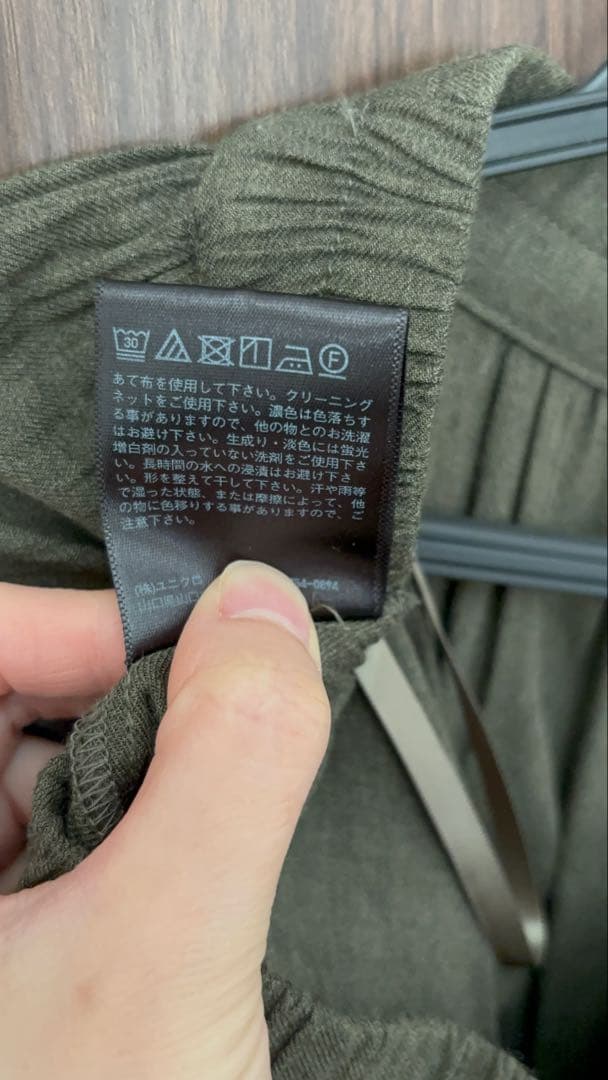 30 F
あて布を使用して下さい。クリーニング
ネットをご使用下さい。濃色は色落ちす
る事がありますので、他の物とのお洗濯
はお避け下さい。生成り・淡色には蛍光
増白剤の入っていない洗剤をご使用下さ
い。長時間の水への浸漬はお避け下さ
い。形を整えて干して下さい。汗や雨等
で湿った状態、または摩擦によって、他
の物に色移りする事がありますので、ご
注意下さい。
(株)ユニクロ
54-0894
山口県山口